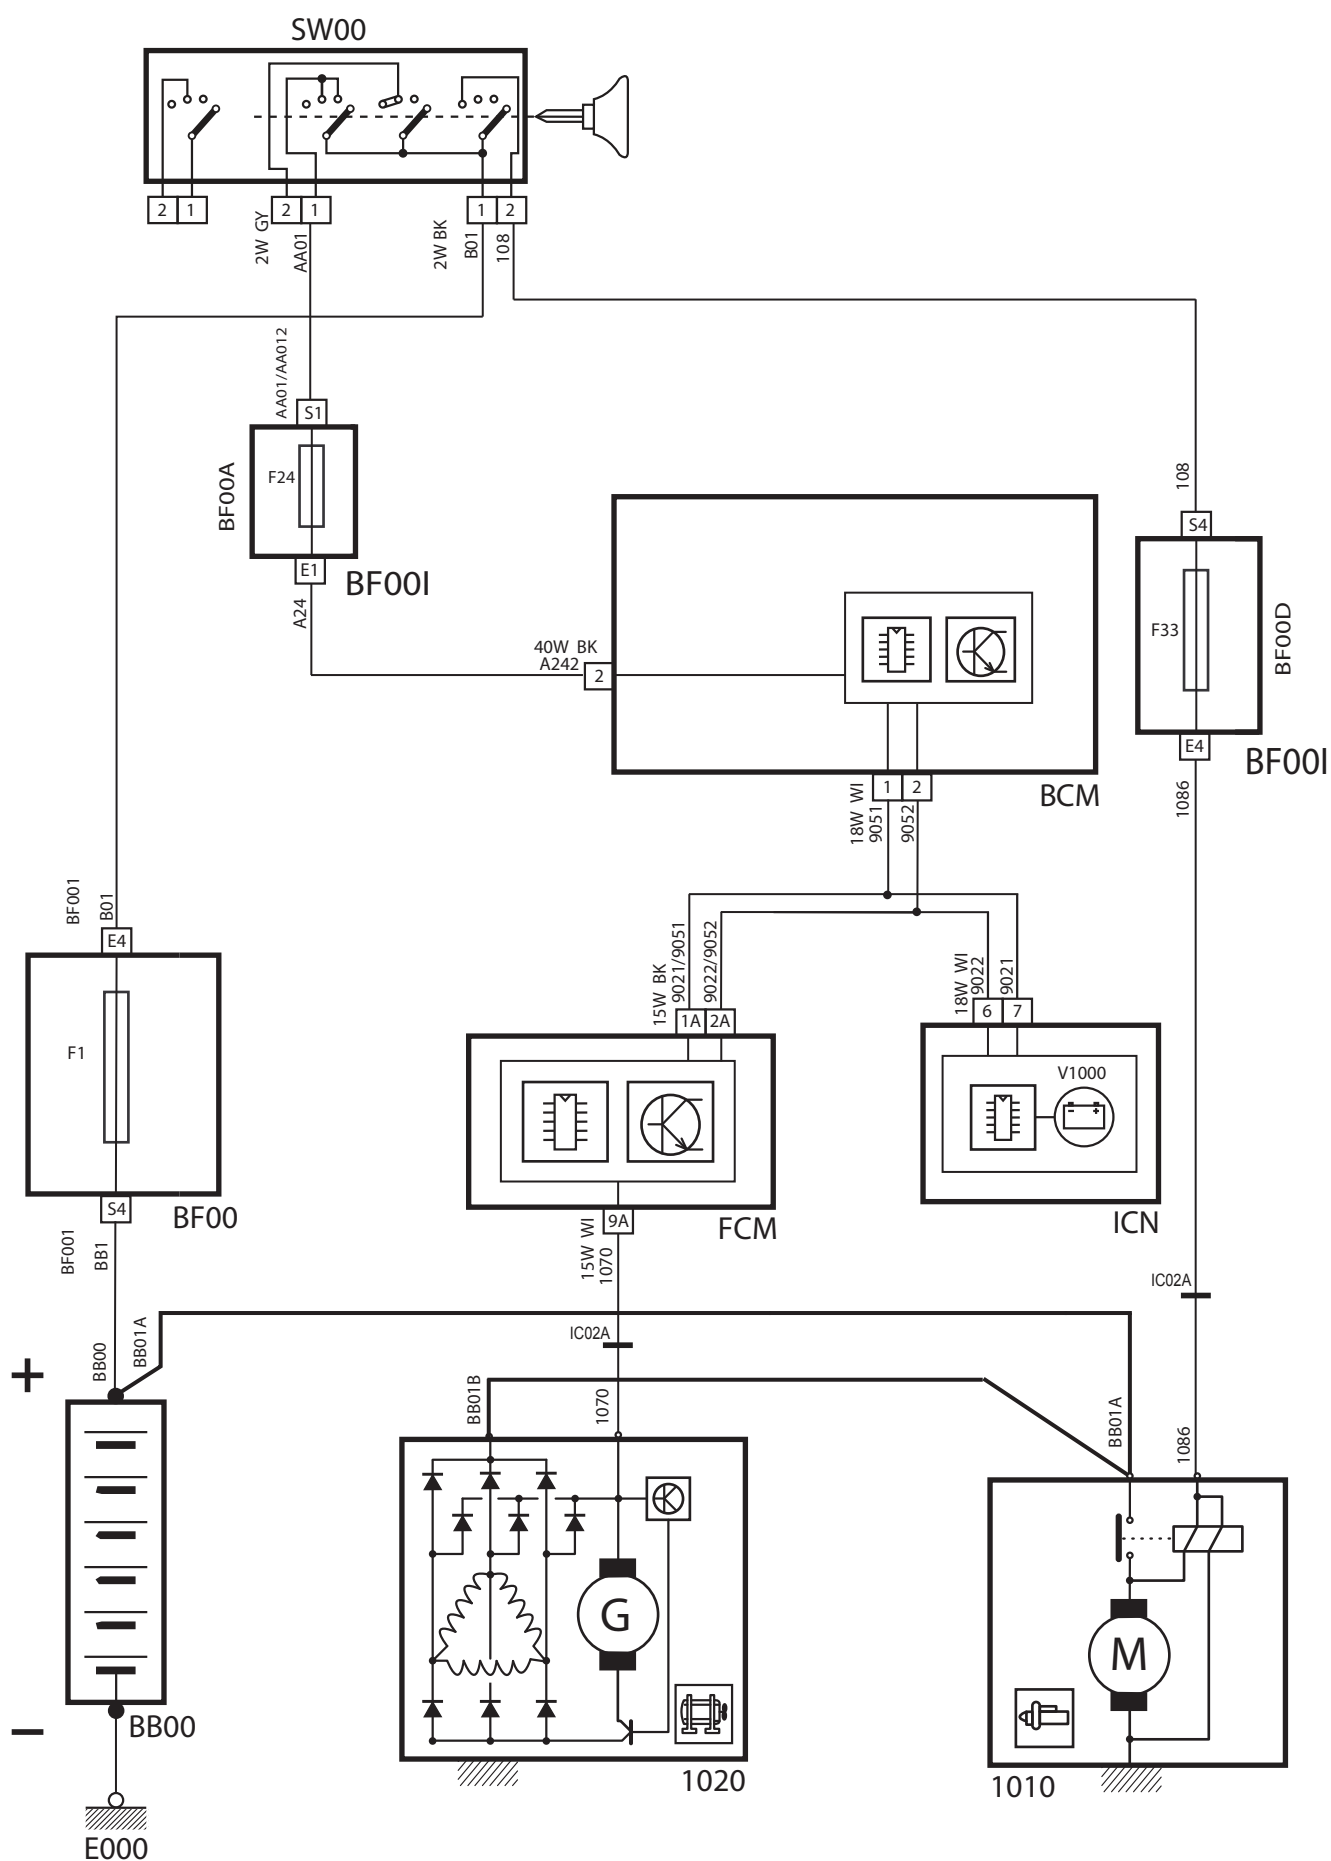 SW00
2 1
2 1
1 2
2W GY
AA01
2W BK
B01
108
AA01/AA012
S1
BF00A
F24
E1
BF00I
A24
40W BK
A242
2
BCM
18W WI
9051
9052
1 2
108
S4
F33
BF00D
E4
BF00I
1086
BF001
B01
E4
F1
S4
BF00
BF001
BB1
15W BK
9021/9051
9022/9052
1A 2A
18W WI
9022
9021
6 7
V1000
- +
ICN
FCM
9A
15W WI
1070
IC02A
IC02A
BB00
BB01A
+
BB01B
1070
BB01A
1086
G
M
1020
1010
BB00
−
E000